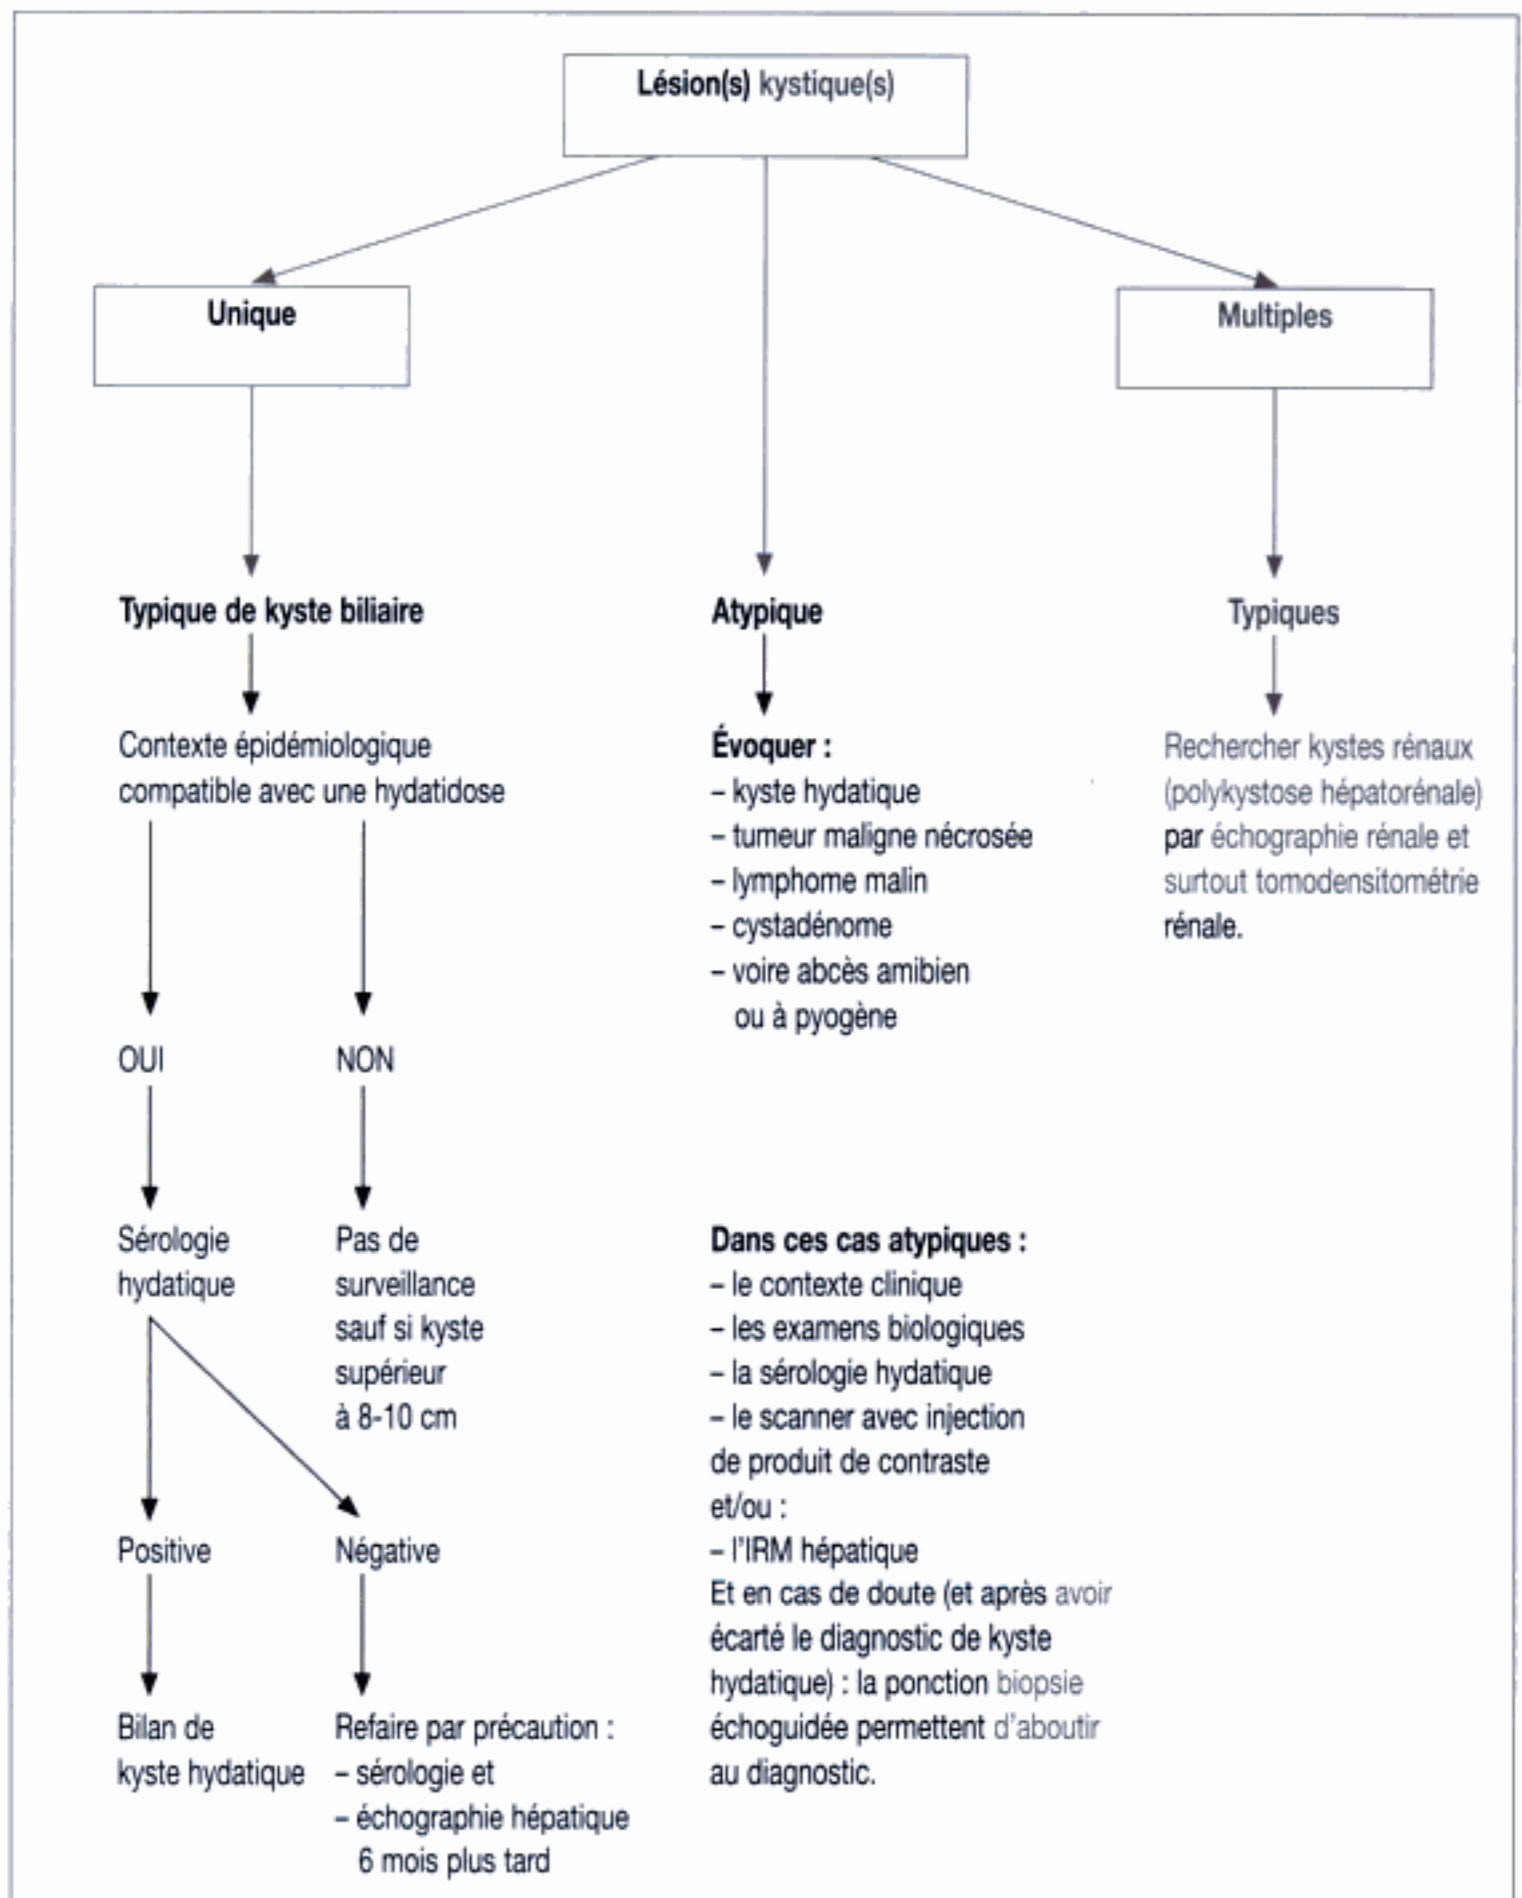 Lésion(s) kystique(s)
Unique
Multiples
Typique de kyste biliaire
Atypique
Typiques
Contexte épidémiologique
compatible avec une hydatidose
Évoquer :
– kyste hydatique
– tumeur maligne nécrosée
– lymphome malin
– cystadénome
– voire abcès amibien
ou à pyogène
Rechercher kystes rénaux
(polykystose hépatorénale)
par échographie rénale et
surtout tomodensitométrie
rénale.
OUI
NON
Sérologie
hydatique
Pas de
surveillance
sauf si kyste
supérieur
à 8-10 cm
Positive
Négative
Bilan de
kyste hydatique
Refaire par précaution :
– sérologie et
– échographie hépatique
6 mois plus tard
Dans ces cas atypiques :
– le contexte clinique
– les examens biologiques
– la sérologie hydatique
– le scanner avec injection
de produit de contraste
et/ou :
– l'IRM hépatique
Et en cas de doute (et après avoir
écarté le diagnostic de kyste
hydatique) : la ponction biopsie
échoguidée permettent d'aboutir
au diagnostic.